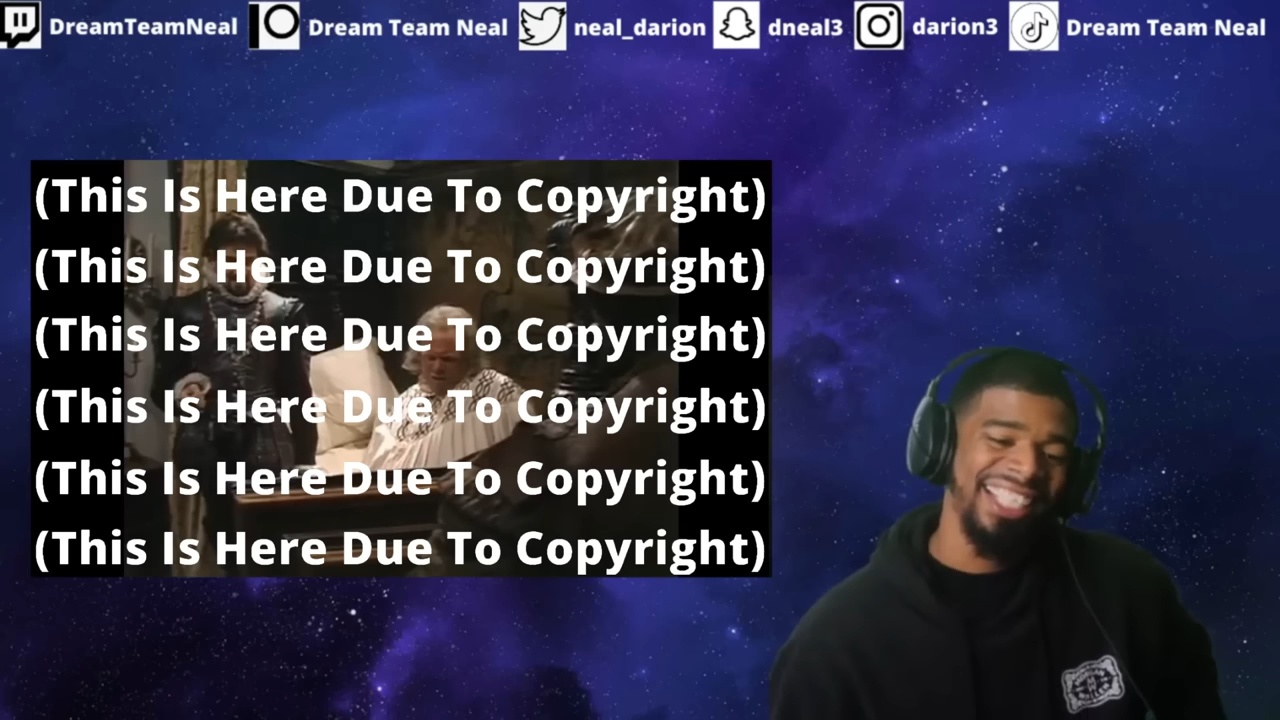 DreamTeamNeal Dream Team Neal neal_darion dneal3 darion3 Dream Team Neal
(This Is Here Due To Copyright)
(This Is Here Due To Copyright)
(This Is Here Due To Copyright)
(This Is Here Due To Copyright)
(This Is Here Due To Copyright)
(This Is Here Due To Copyright)